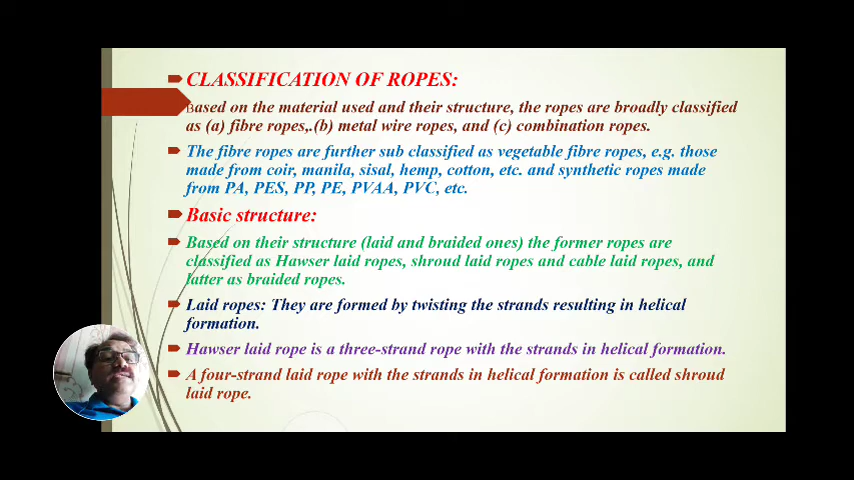 CLASSIFICATION OF ROPES:
Based on the material used and their structure, the ropes are broadly classified
as (a) fibre ropes,.(b) metal wire ropes, and (c) combination ropes.
The fibre ropes are further sub classified as vegetable fibre ropes, e.g. those
made from coir, manila, sisal, hemp, cotton, etc. and synthetic ropes made
from PA, PES, PP, PE, PVAA, PVC, etc.
Basic structure:
Based on their structure (laid and braided ones) the former ropes are
classified as Hawser laid ropes, shroud laid ropes and cable laid ropes, and
latter as braided ropes.
Laid ropes: They are formed by twisting the strands resulting in helical
formation.
Hawser laid rope is a three-strand rope with the strands in helical formation.
A four-strand laid rope with the strands in helical formation is called shroud
laid rope.